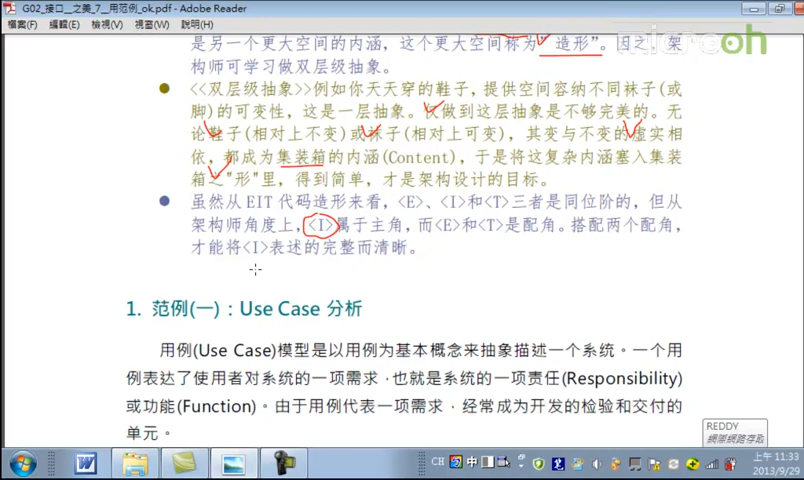 G02_接口__之美_7__用范例_ok.pdf - Adobe Reader
檔案(F) 編輯(E) 檢視(V) 視窗(W) 說明(H)
microoh
是另一个更大空间的内涵，这个更大空间称为“造形”。因之，架
构师可学习做双层级抽象。
<<双层级抽象>>例如你天天穿的鞋子，提供空间容纳不同袜子(或
脚)的可变性，这是一层抽象。仅做到这层抽象是不够完美的。无
论鞋子(相对上不变)或袜子(相对上可变)，其变与不变的虚实相
依，都成为集装箱的内涵(Content)，于是将这复杂内涵塞入集装
箱之"形"里，得到简单，才是架构设计的目标。
虽然从 EIT 代码造形来看，<E>、<I>和<T>三者是同位阶的，但从
架构师角度上，<I>属于主角，而<E>和<T>是配角。搭配两个配角，
才能将<I>表述的完整而清晰。
1. 范例(一)：Use Case 分析
用例(Use Case)模型是以用例为基本概念来抽象描述一个系统。一个用
例表达了使用者对系统的一项需求，也就是系统的一项责任(Responsibility)
或功能(Function)。由于用例代表一项需求，经常成为开发的检验和交付的
单元。
REDDY
網際網路存取
CH
上午 11:33
2013/9/29